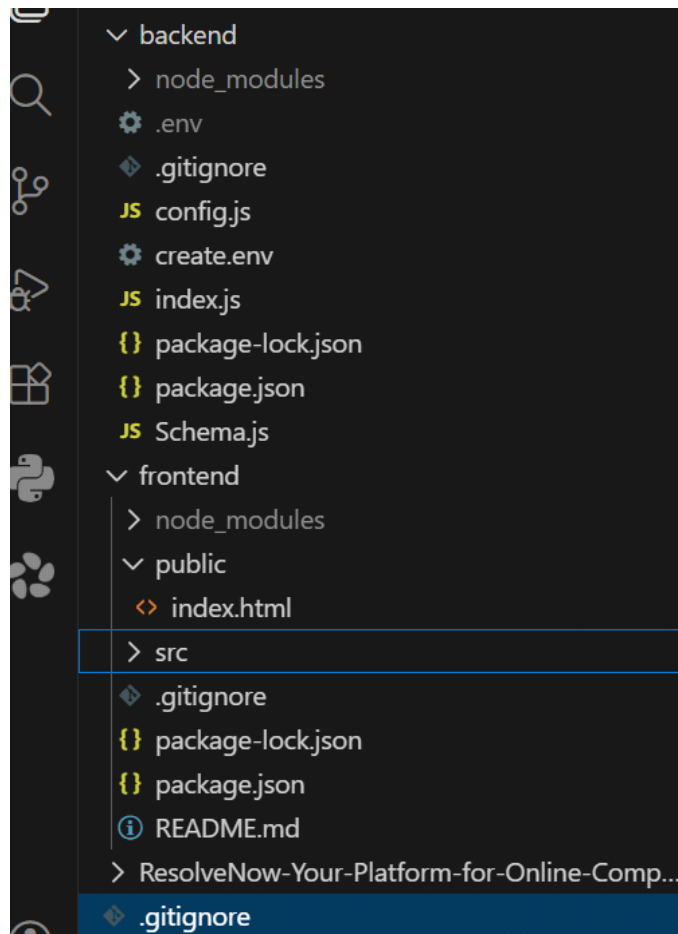 backend
node_modules
.env
.gitignore
JS config.js
create.env
JS index.js
{} package-lock.json
{} package.json
JS Schema.js
frontend
node_modules
public
<> index.html
src
.gitignore
{} package-lock.json
{} package.json
README.md
ResolveNow-Your-Platform-for-Online-Comp...
.gitignore